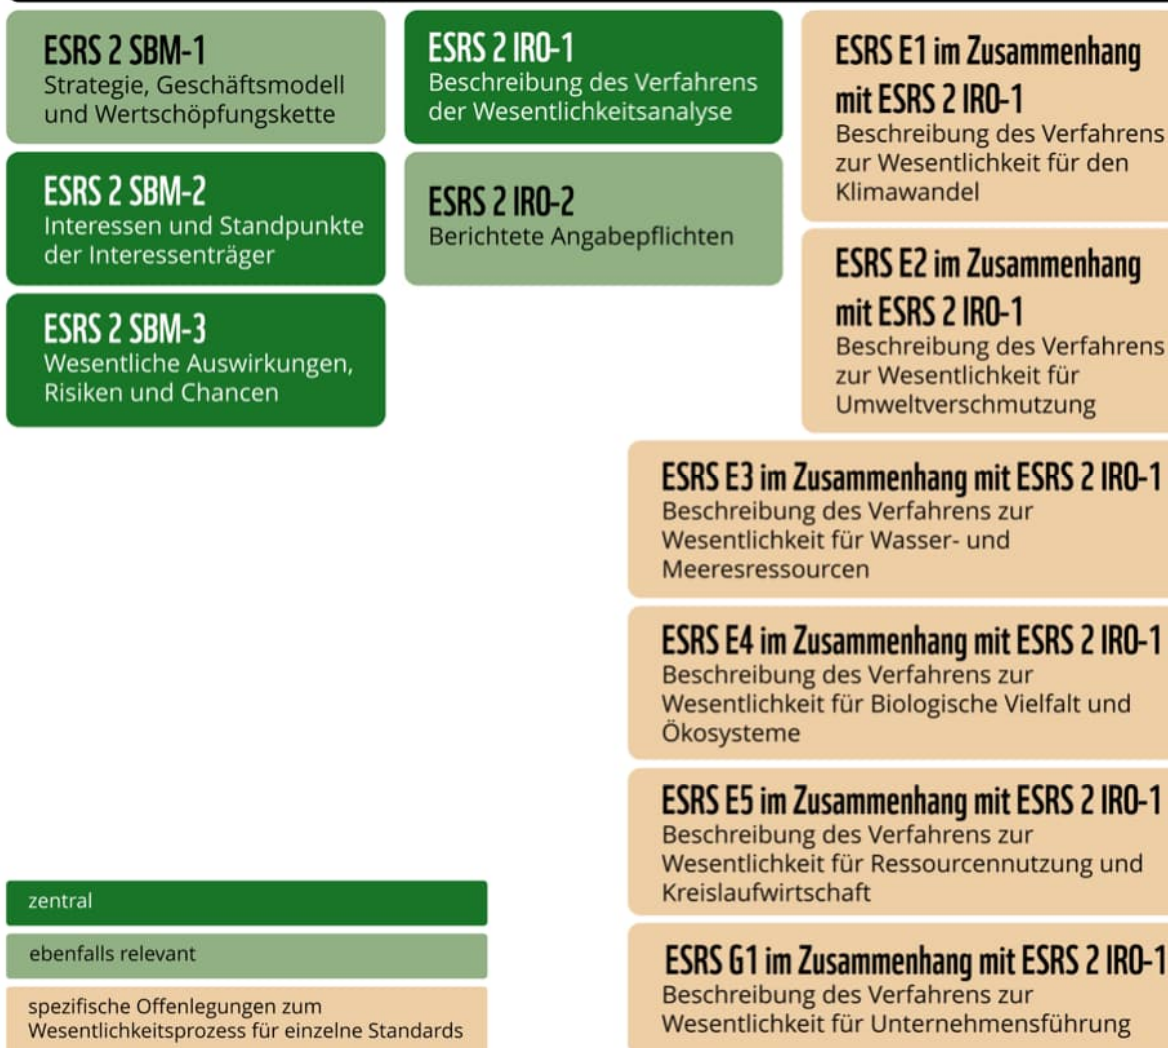 ESRS 2 SBM-1
Strategie, Geschäftsmodell
und Wertschöpfungskette
ESRS 2 SBM-2
Interessen und Standpunkte
der Interessenträger
ESRS 2 SBM-3
Wesentliche Auswirkungen,
Risiken und Chancen
ESRS 2 IRO-1
Beschreibung des Verfahrens
der Wesentlichkeitsanalyse
ESRS 2 IRO-2
Berichtete Angabepflichten
ESRS E1 im Zusammenhang
mit ESRS 2 IRO-1
Beschreibung des Verfahrens
zur Wesentlichkeit für den
Klimawandel
ESRS E2 im Zusammenhang
mit ESRS 2 IRO-1
Beschreibung des Verfahrens
zur Wesentlichkeit für
Umweltverschmutzung
ESRS E3 im Zusammenhang mit ESRS 2 IRO-1
Beschreibung des Verfahrens zur
Wesentlichkeit für Wasser- und
Meeresressourcen
ESRS E4 im Zusammenhang mit ESRS 2 IRO-1
Beschreibung des Verfahrens zur
Wesentlichkeit für Biologische Vielfalt und
Ökosysteme
ESRS E5 im Zusammenhang mit ESRS 2 IRO-1
Beschreibung des Verfahrens zur
Wesentlichkeit für Ressourcennutzung und
Kreislaufwirtschaft
ESRS G1 im Zusammenhang mit ESRS 2 IRO-1
Beschreibung des Verfahrens zur
Wesentlichkeit für Unternehmensführung
zentral
ebenfalls relevant
spezifische Offenlegungen zum
Wesentlichkeitsprozess für einzelne Standards